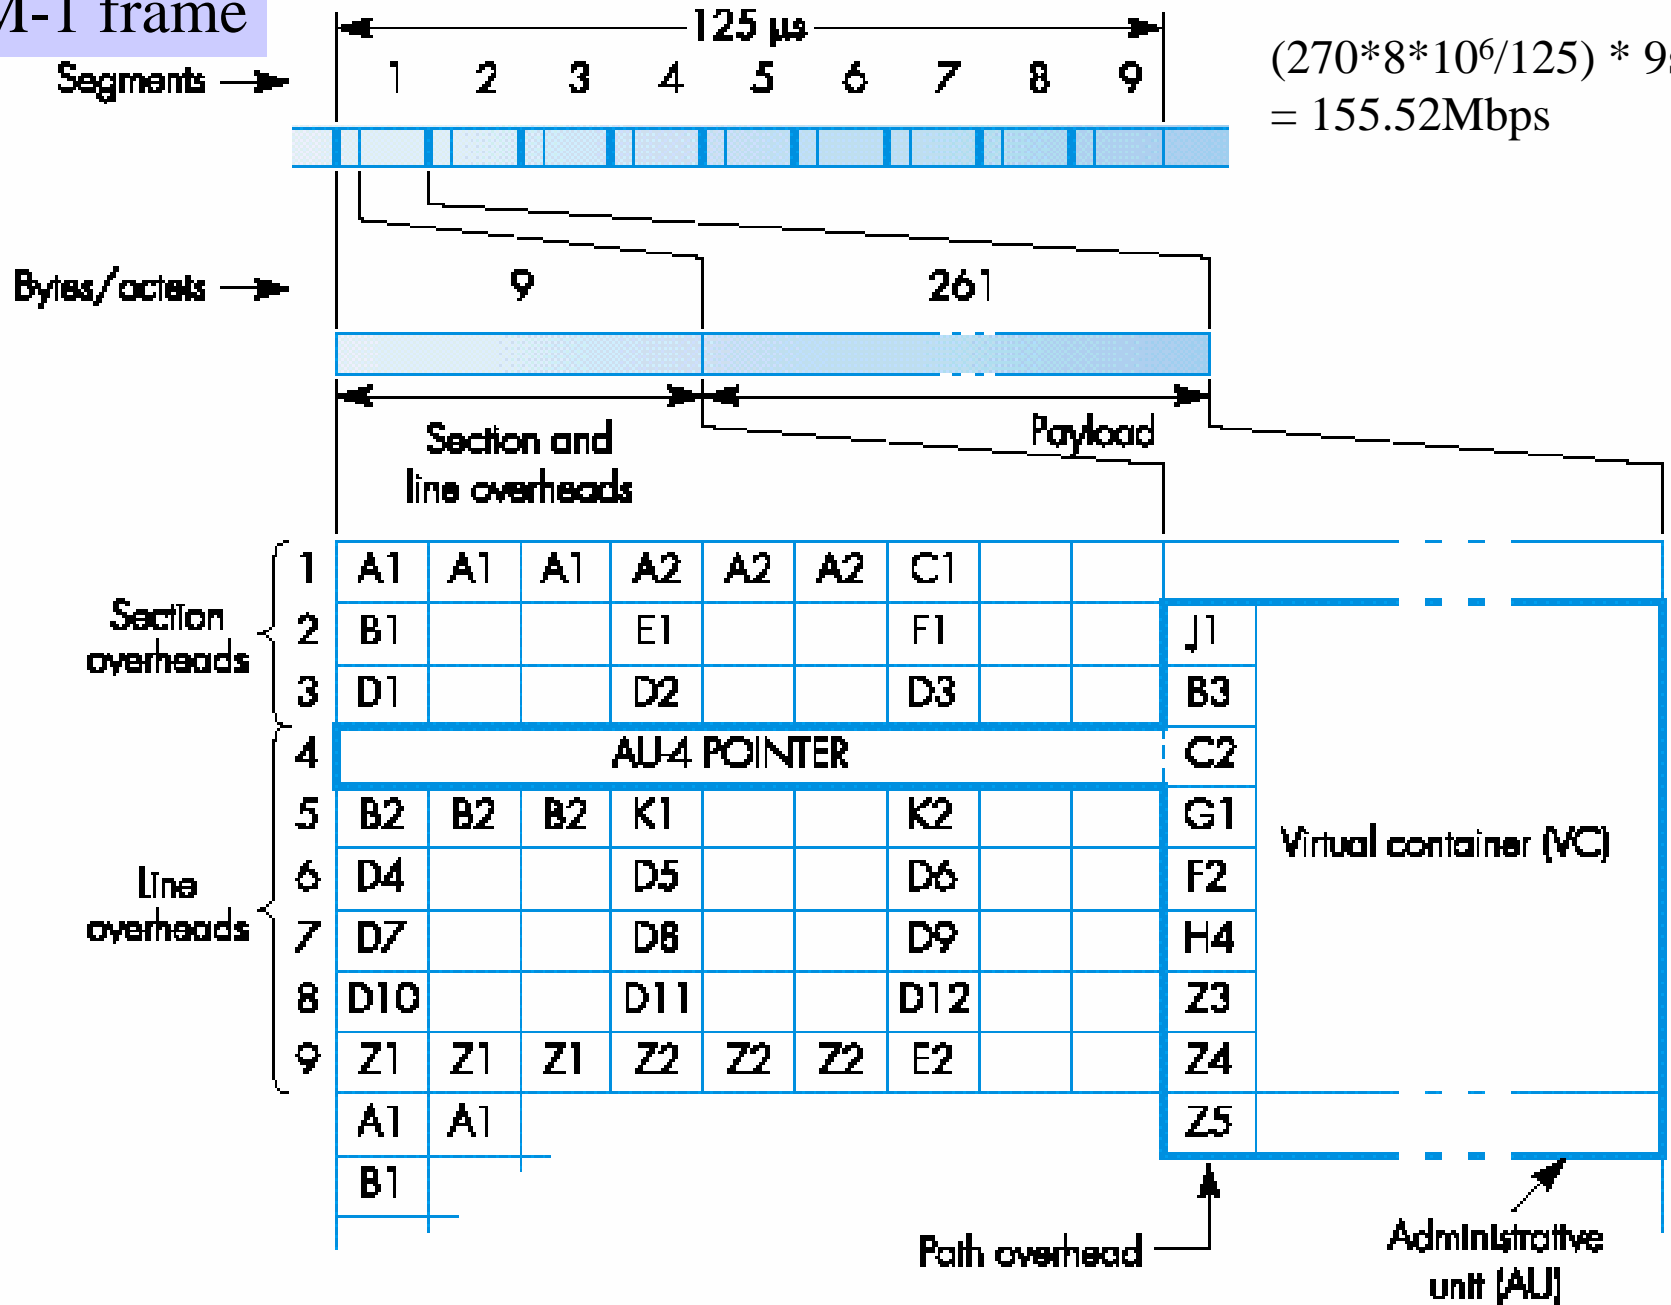 M-1 frame
125 µs
(270*8*10⁶/125) * 9
= 155.52Mbps
Segments 1 2 3 4 5 6 7 8 9
Bytes/octets 9 261
Section and
line overheads
Payload
Section
overheads
Line
overheads
1 A1 A1 A1 A2 A2 A2 C1
2 B1 E1 F1 J1
3 D1 D2 D3 B3
4 AU-4 POINTER C2
5 B2 B2 B2 K1 K2 G1
Virtual container (VC)
6 D4 D5 D6 F2
7 D7 D8 D9 H4
8 D10 D11 D12 Z3
9 Z1 Z1 Z1 Z2 Z2 Z2 E2 Z4
A1 A1 Z5
B1
Path overhead
Administrative
unit (AU)